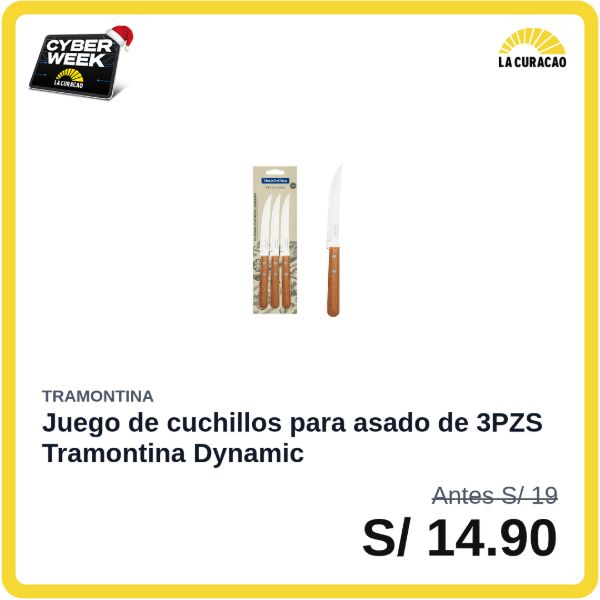 CYBER
WEEK
LA CURACAO
LA CURACAO
TRAMONTINA
TRAMONTINA
Juego de cuchillos para asado de 3PZS
Tramontina Dynamic
Antes S/ 19
S/ 14.90